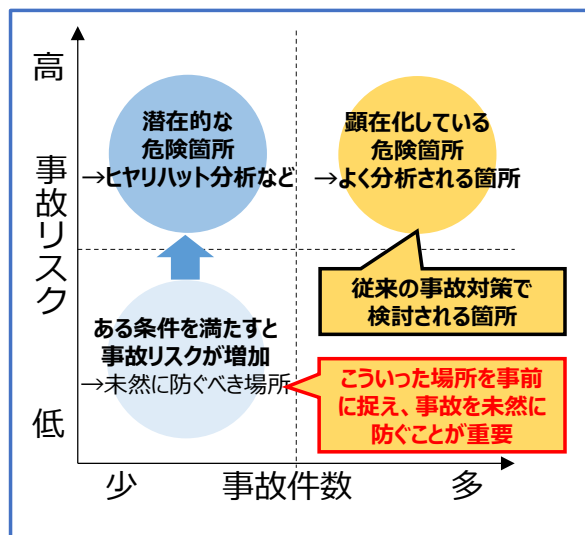 高
事故リスク
低
潜在的な
危険箇所
→ヒヤリハット分析など
顕在化している
危険箇所
→よく分析される箇所
従来の事故対策で
検討される箇所
ある条件を満たすと
事故リスクが増加
→未然に防ぐべき場所
こういった場所を事前
に捉え、事故を未然に
防ぐことが重要
少 事故件数 多